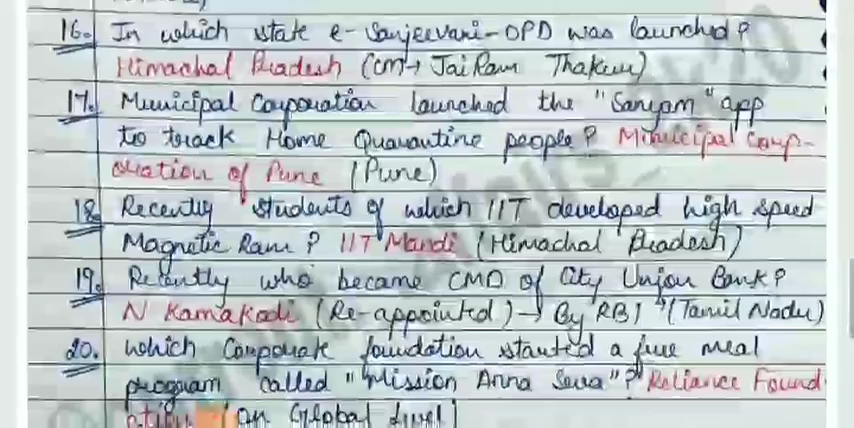 16. In which state e-Sanjeevani-OPD was launched?
Himachal Pradesh (CM→ Jai Ram Thakur)
17. Municipal Corporation launched the "Sanyam" app
to track Home Quarantine people? Municipal Corp-
oration of Pune (Pune)
18. Recently students of which IIT developed high speed
Magnetic Ram? IIT Mandi (Himachal Pradesh)
19. Recently who became CMD of City Union Bank?
N Kamakodi (Re-appointed) → By RBI (Tamil Nadu)
20. which Corporate foundation started a free meal
program called "Mission Anna Seva"? Reliance Found-
(on Global level)